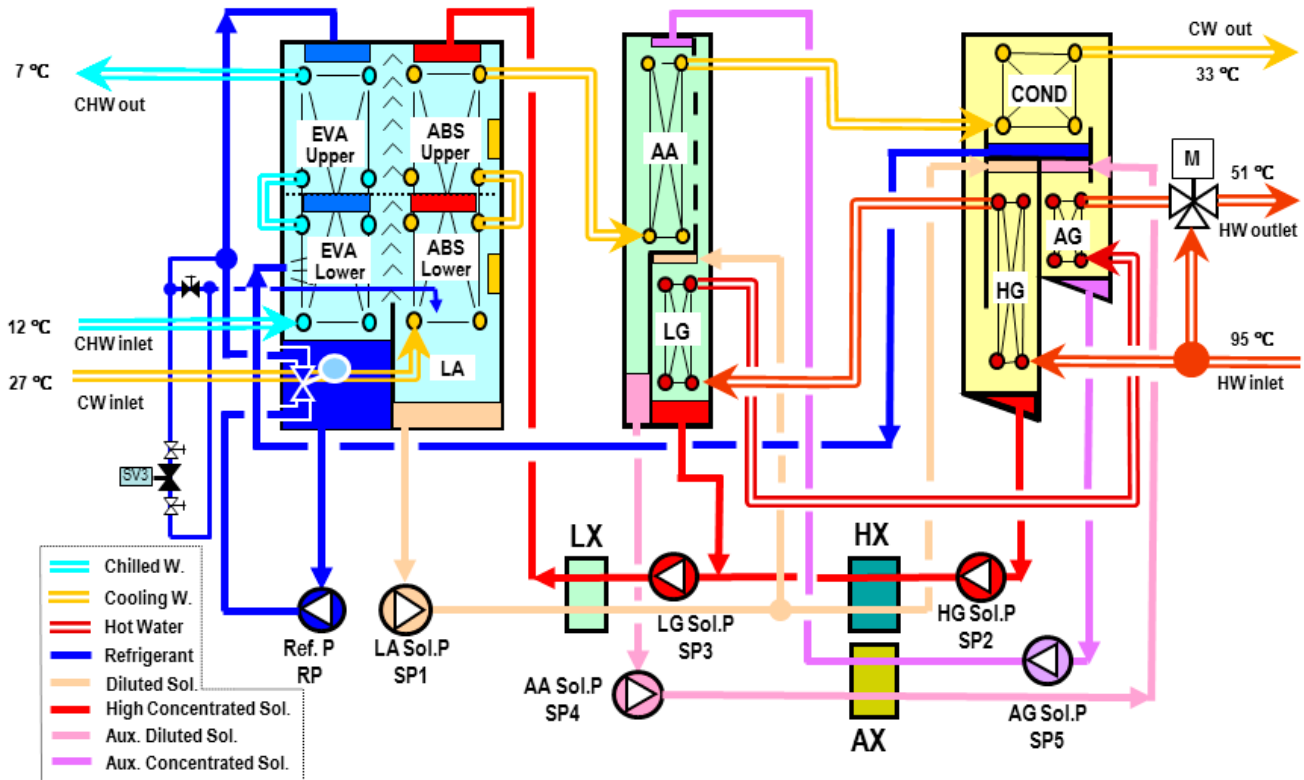 7 ℃
CHW out
12 ℃
CHW inlet
27 ℃
CW inlet
EVA
Upper
ABS
Upper
EVA
Lower
ABS
Lower
LA
AA
LG
COND
HG
AG
CW out
33 ℃
M
51 ℃
HW outlet
95 ℃
HW inlet
SV3
LX
HX
AX
Ref. P
RP
LA Sol.P
SP1
LG Sol.P
SP3
HG Sol.P
SP2
AA Sol.P
SP4
AG Sol.P
SP5
Chilled W.
Cooling W.
Hot Water
Refrigerant
Diluted Sol.
High Concentrated Sol.
Aux. Diluted Sol.
Aux. Concentrated Sol.